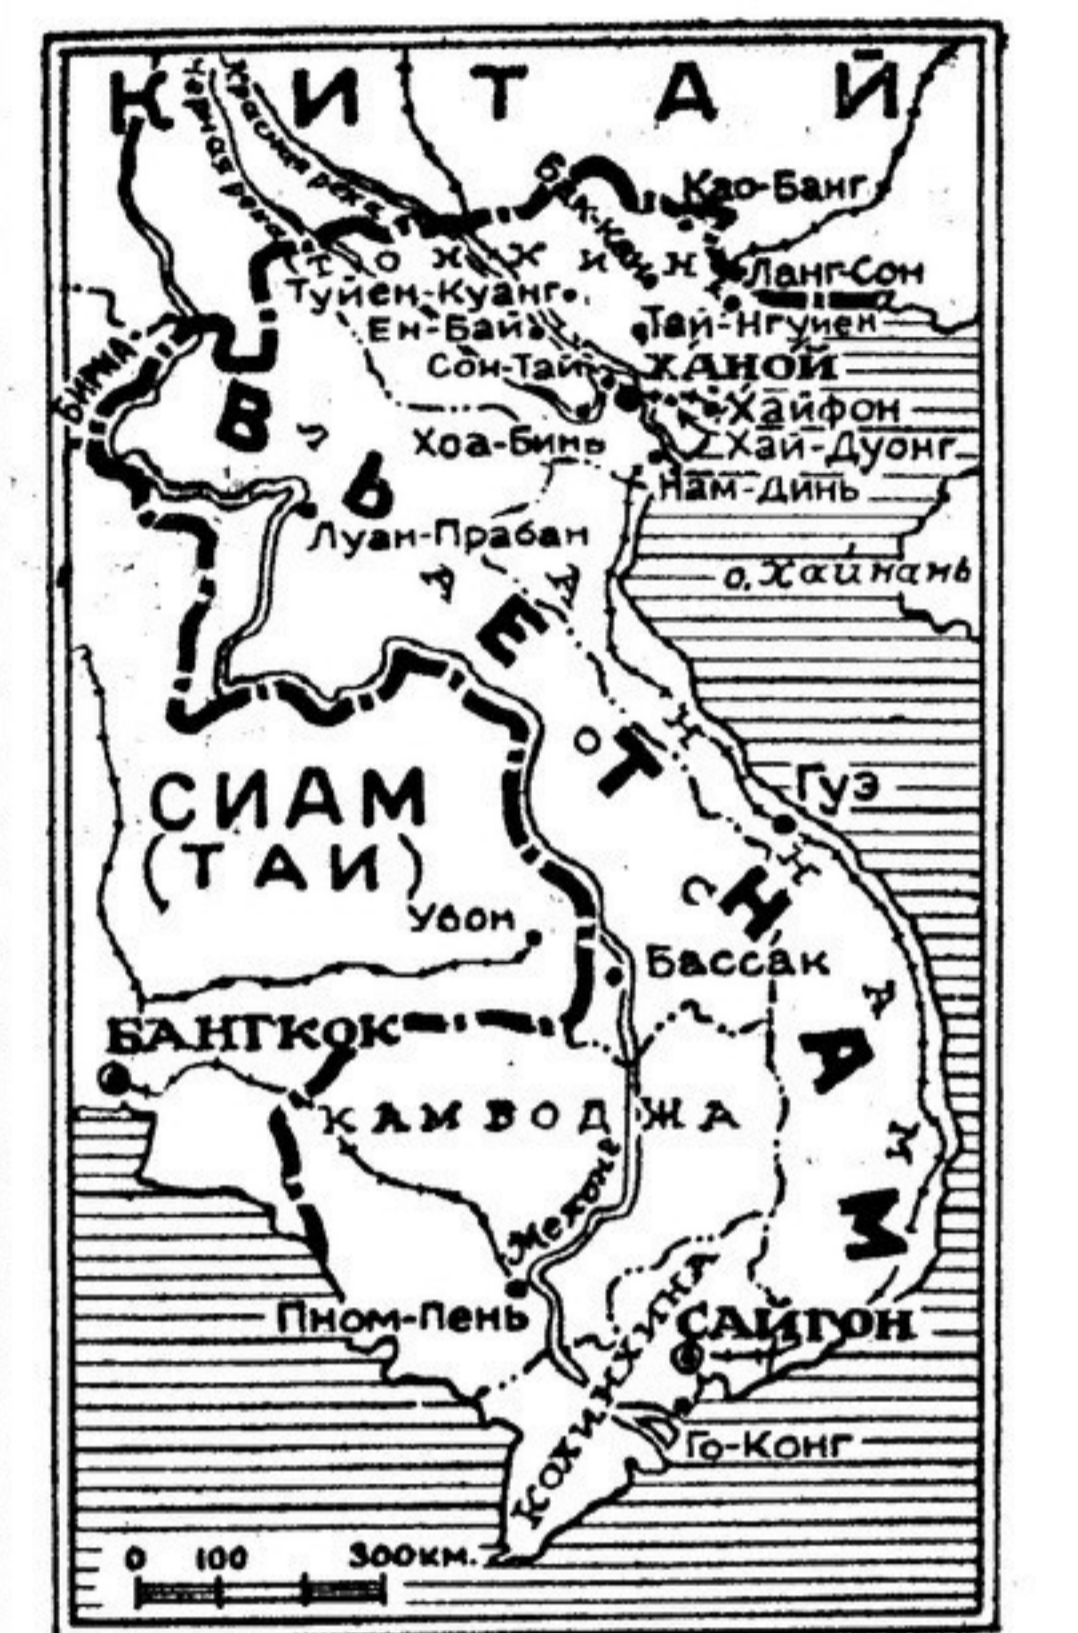 КИТАЙ
Черная река
Красная река
Бак-Кан
Као-Банг
ТОНКИН
Ланг-Сон
Туйен-Куанг
Тай-Нгуиен
Ен-Бай
БИРМА
Сон-Тай
ХАНОЙ
Хайфон
Хоа-Бинь
Хай-Дуонг
Нам-Динь
ВЬЕТНАМ
Луан-Прабан
о. Хайнань
ЛАОС
АННАМ
СИАМ
(ТАИ)
Гуэ
Увон
Бассак
БАНГКОК
КАМБОДЖА
Меконг
Пном-Пень
САЙГОН
КОХИНХИНА
Го-Конг
0 100 300км.